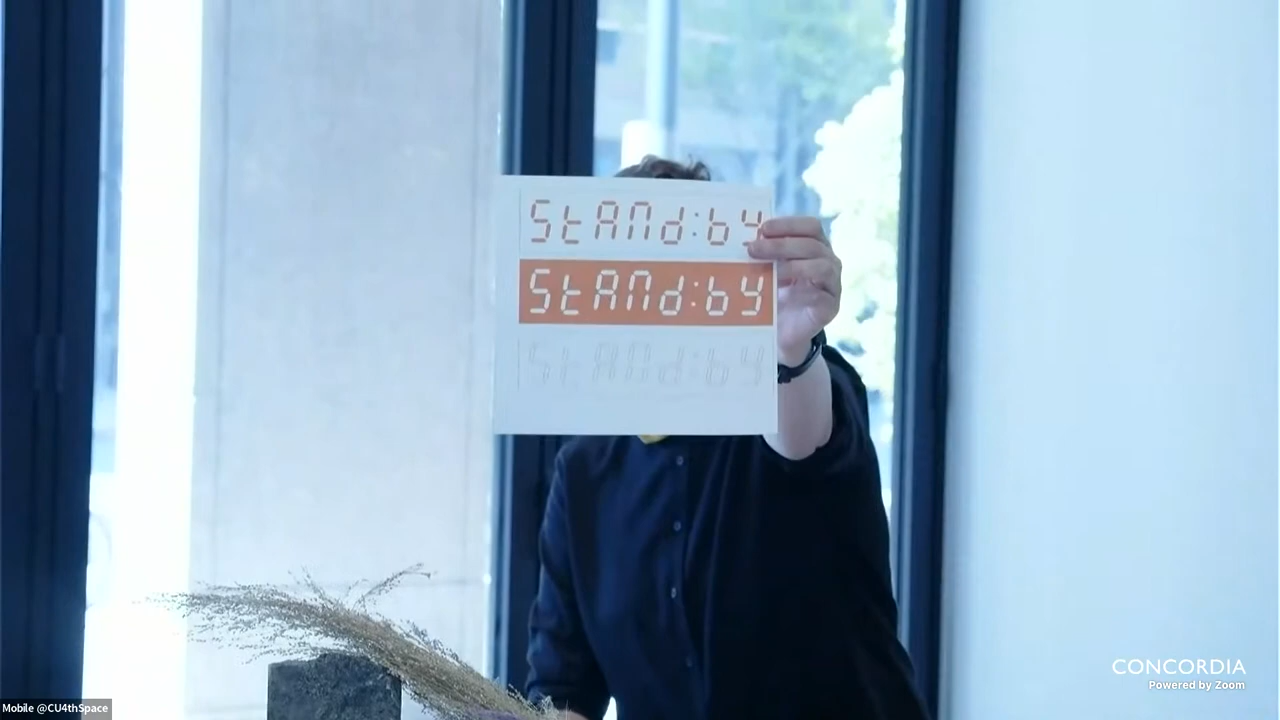 StANd:by
StANd:by
StANd:by
CONCORDIA
Powered by Zoom
Mobile @CU4thSpace